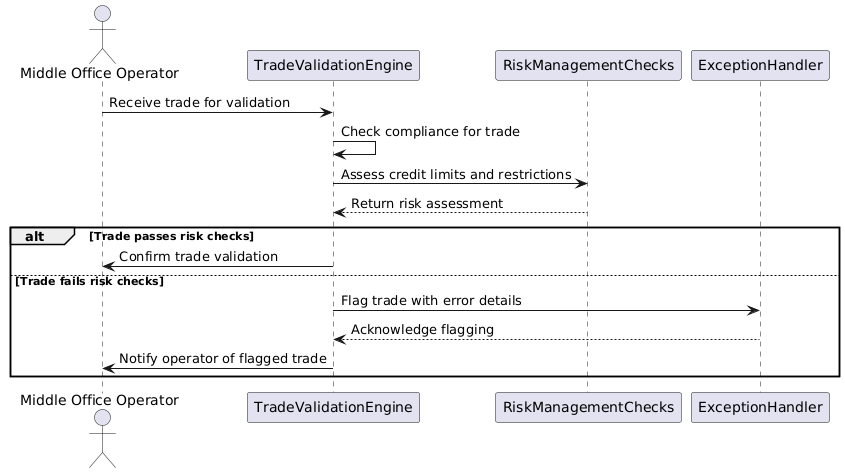 Middle Office Operator
TradeValidationEngine
RiskManagementChecks
ExceptionHandler
Receive trade for validation
Check compliance for trade
Assess credit limits and restrictions
Return risk assessment
alt
[Trade passes risk checks]
Confirm trade validation
[Trade fails risk checks]
Flag trade with error details
Acknowledge flagging
Notify operator of flagged trade
Middle Office Operator
TradeValidationEngine
RiskManagementChecks
ExceptionHandler